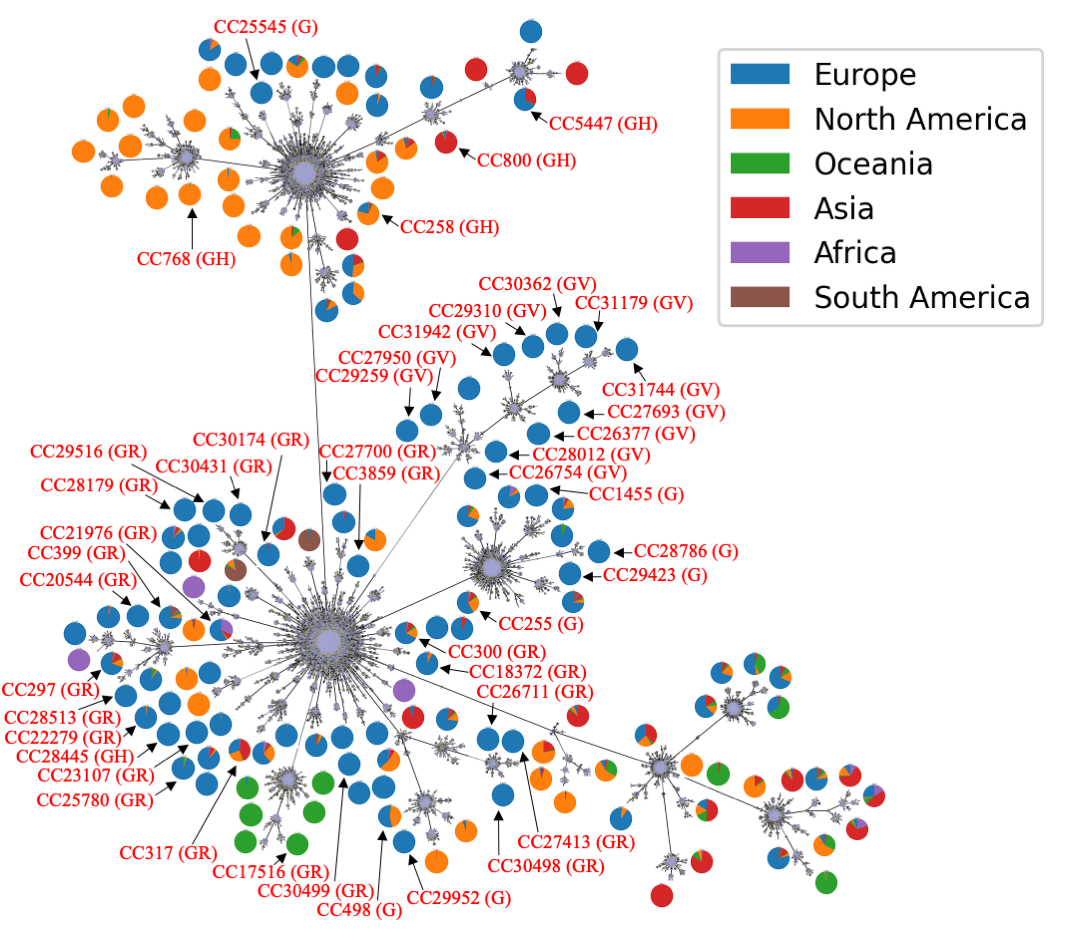 CC25545 (G)
CC5447 (GH)
CC800 (GH)
CC258 (GH)
CC768 (GH)
Europe
North America
Oceania
Asia
Africa
South America
CC30362 (GV)
CC31179 (GV)
CC29310 (GV)
CC31942 (GV)
CC27950 (GV)
CC29259 (GV)
CC31744 (GV)
CC27693 (GV)
CC26377 (GV)
CC28012 (GV)
CC26754 (GV)
CC1455 (G)
CC30174 (GR)
CC27700 (GR)
CC3859 (GR)
CC29516 (GR)
CC30431 (GR)
CC28179 (GR)
CC21976 (GR)
CC399 (GR)
CC20544 (GR)
CC28786 (G)
CC29423 (G)
CC255 (G)
CC300 (GR)
CC18372 (GR)
CC26711 (GR)
CC297 (GR)
CC28513 (GR)
CC22279 (GR)
CC28445 (GH)
CC23107 (GR)
CC25780 (GR)
CC317 (GR)
CC17516 (GR)
CC30499 (GR)
CC498 (G)
CC29952 (G)
CC27413 (GR)
CC30498 (GR)